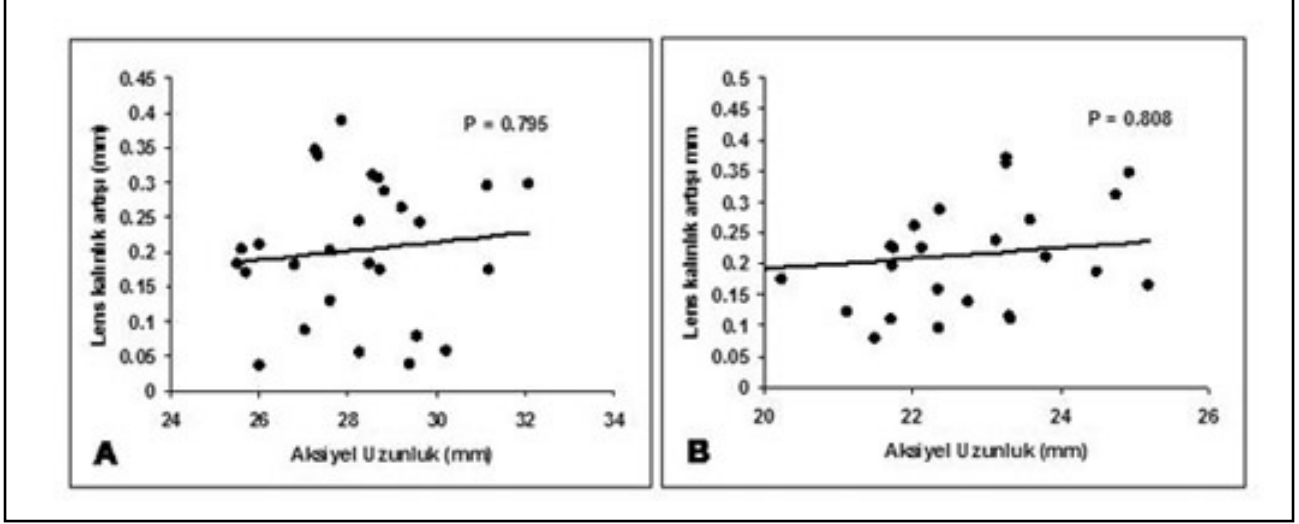 0.45
0.4
0.35
0.3
0.25
0.2
0.15
0.1
0.05
0
24 26 28 30 32 34
Lens kalınlık artışı (mm)
P = 0.795
Aksiyel Uzunluk (mm)
A
0.5
0.45
0.4
0.35
0.3
0.25
0.2
0.15
0.1
0.05
0
20 22 24 26
Lens kalınlık artışı mm
P = 0.808
Aksiyel Uzunluk (mm)
B